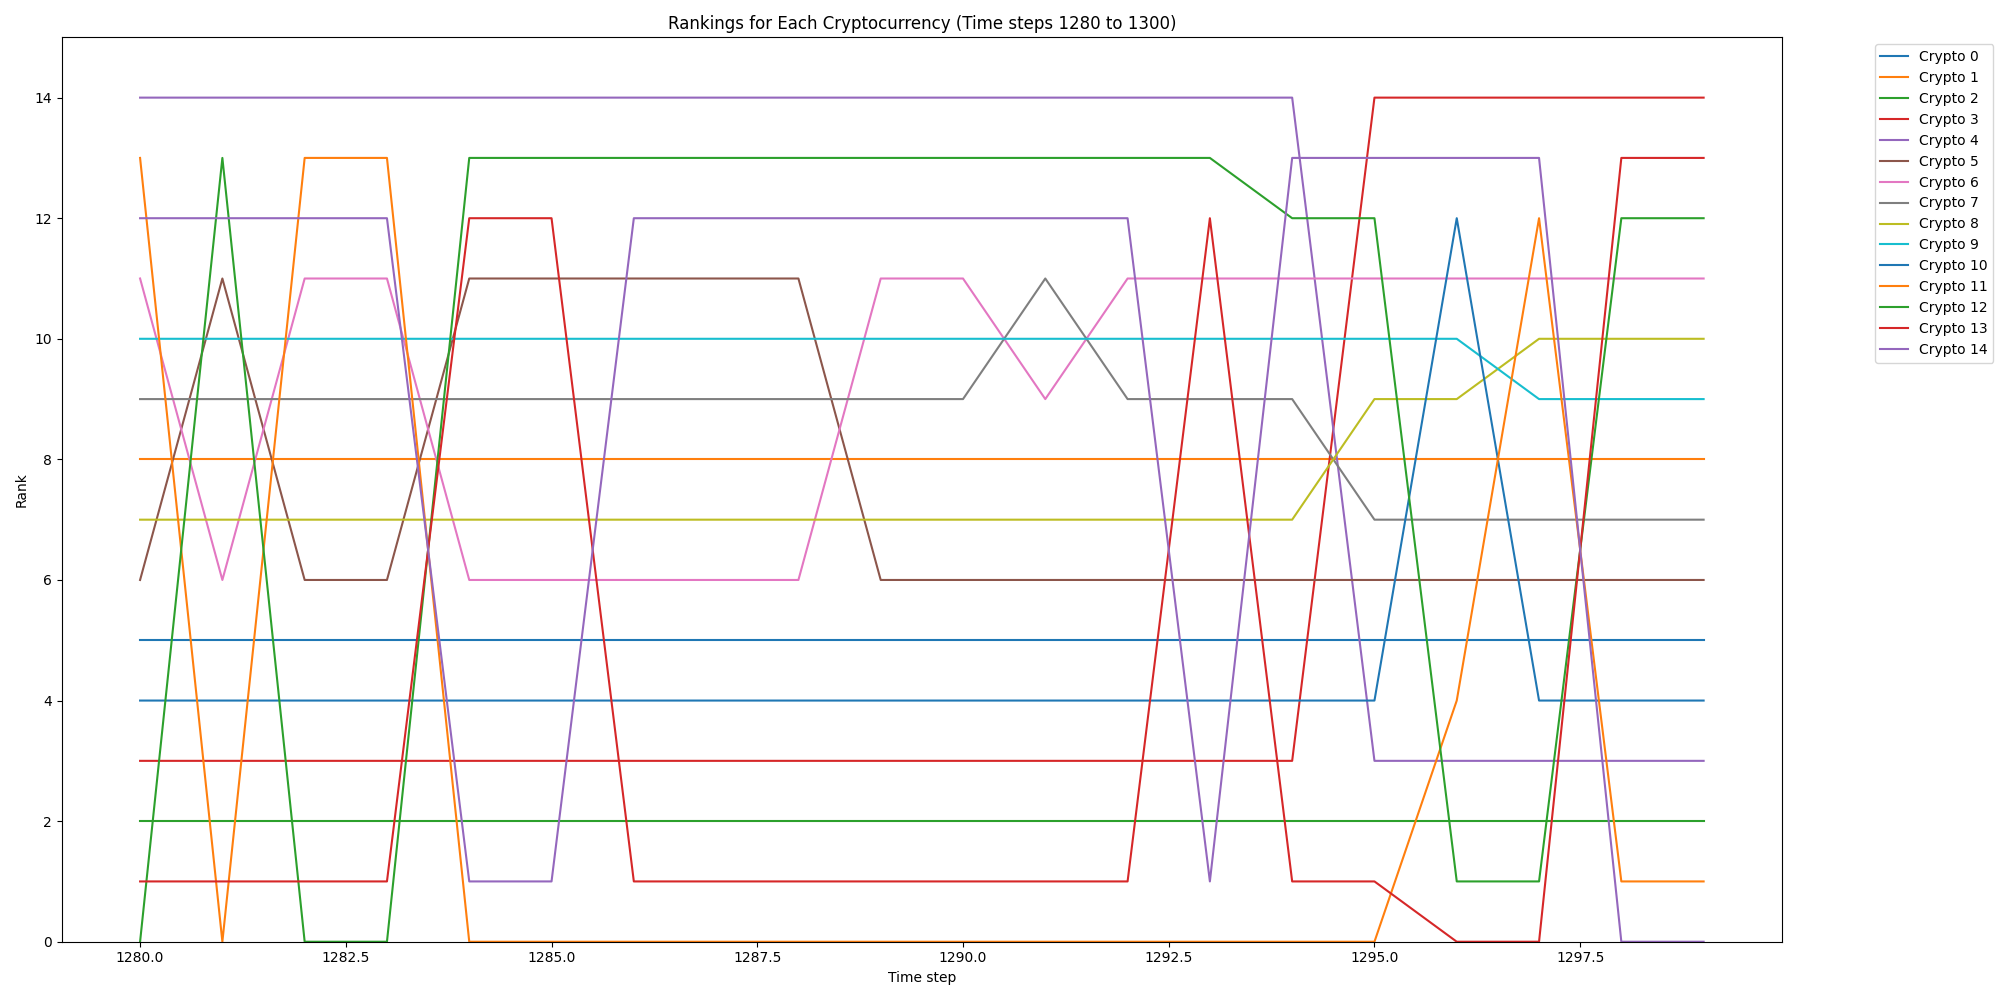 Rankings for Each Cryptocurrency (Time steps 1280 to 1300)
Rank
14
12
10
8
6
4
2
0
1280.0
1282.5
1285.0
1287.5
1290.0
1292.5
1295.0
1297.5
Time step
Crypto 0
Crypto 1
Crypto 2
Crypto 3
Crypto 4
Crypto 5
Crypto 6
Crypto 7
Crypto 8
Crypto 9
Crypto 10
Crypto 11
Crypto 12
Crypto 13
Crypto 14